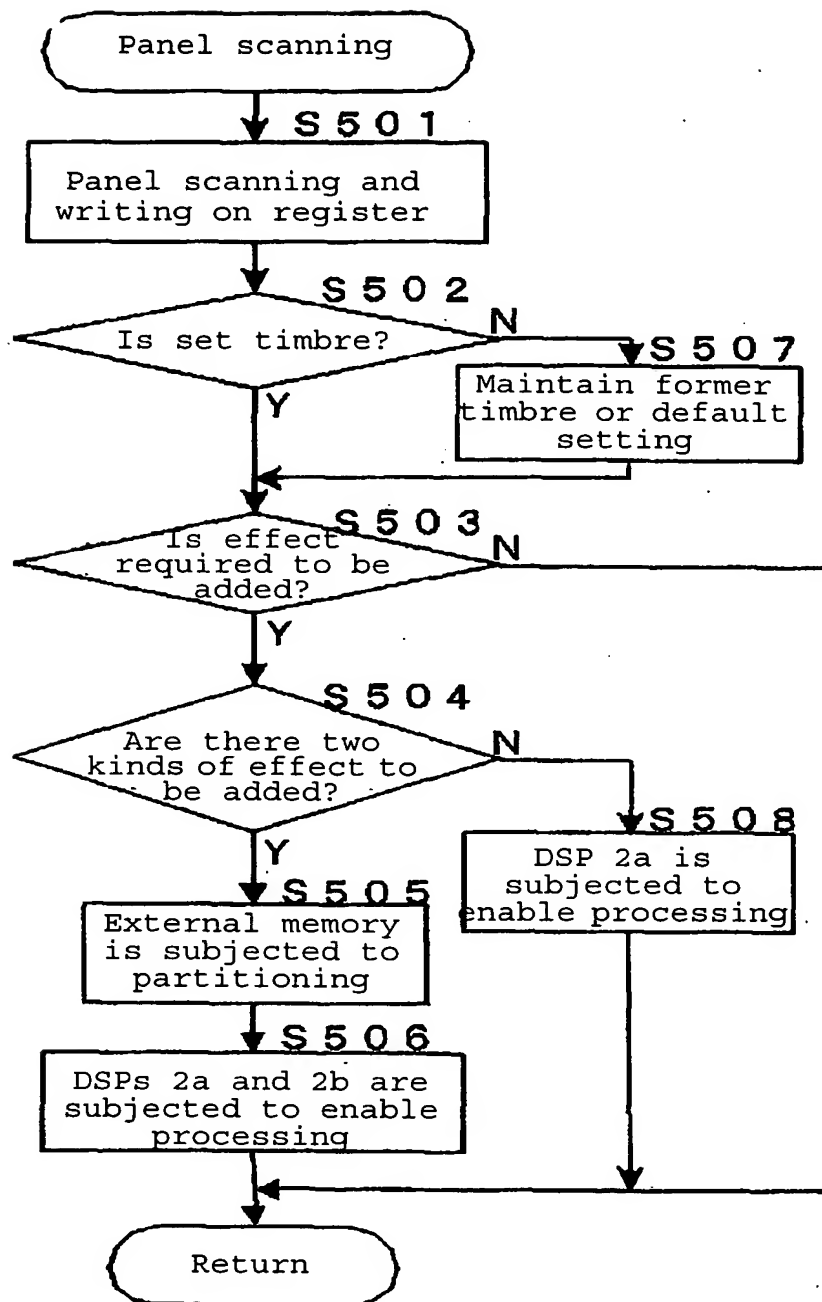 Panel scanning
S501
Panel scanning and
writing on register
S502
Is set timbre?
N
Y
S507
Maintain former
timbre or default
setting
S503
Is effect
required to be
added?
N
Y
S504
Are there two
kinds of effect to
be added?
N
Y
S508
DSP 2a is
subjected to
enable processing
S505
External memory
is subjected to
partitioning
S506
DSPs 2a and 2b are
subjected to enable
processing
Return